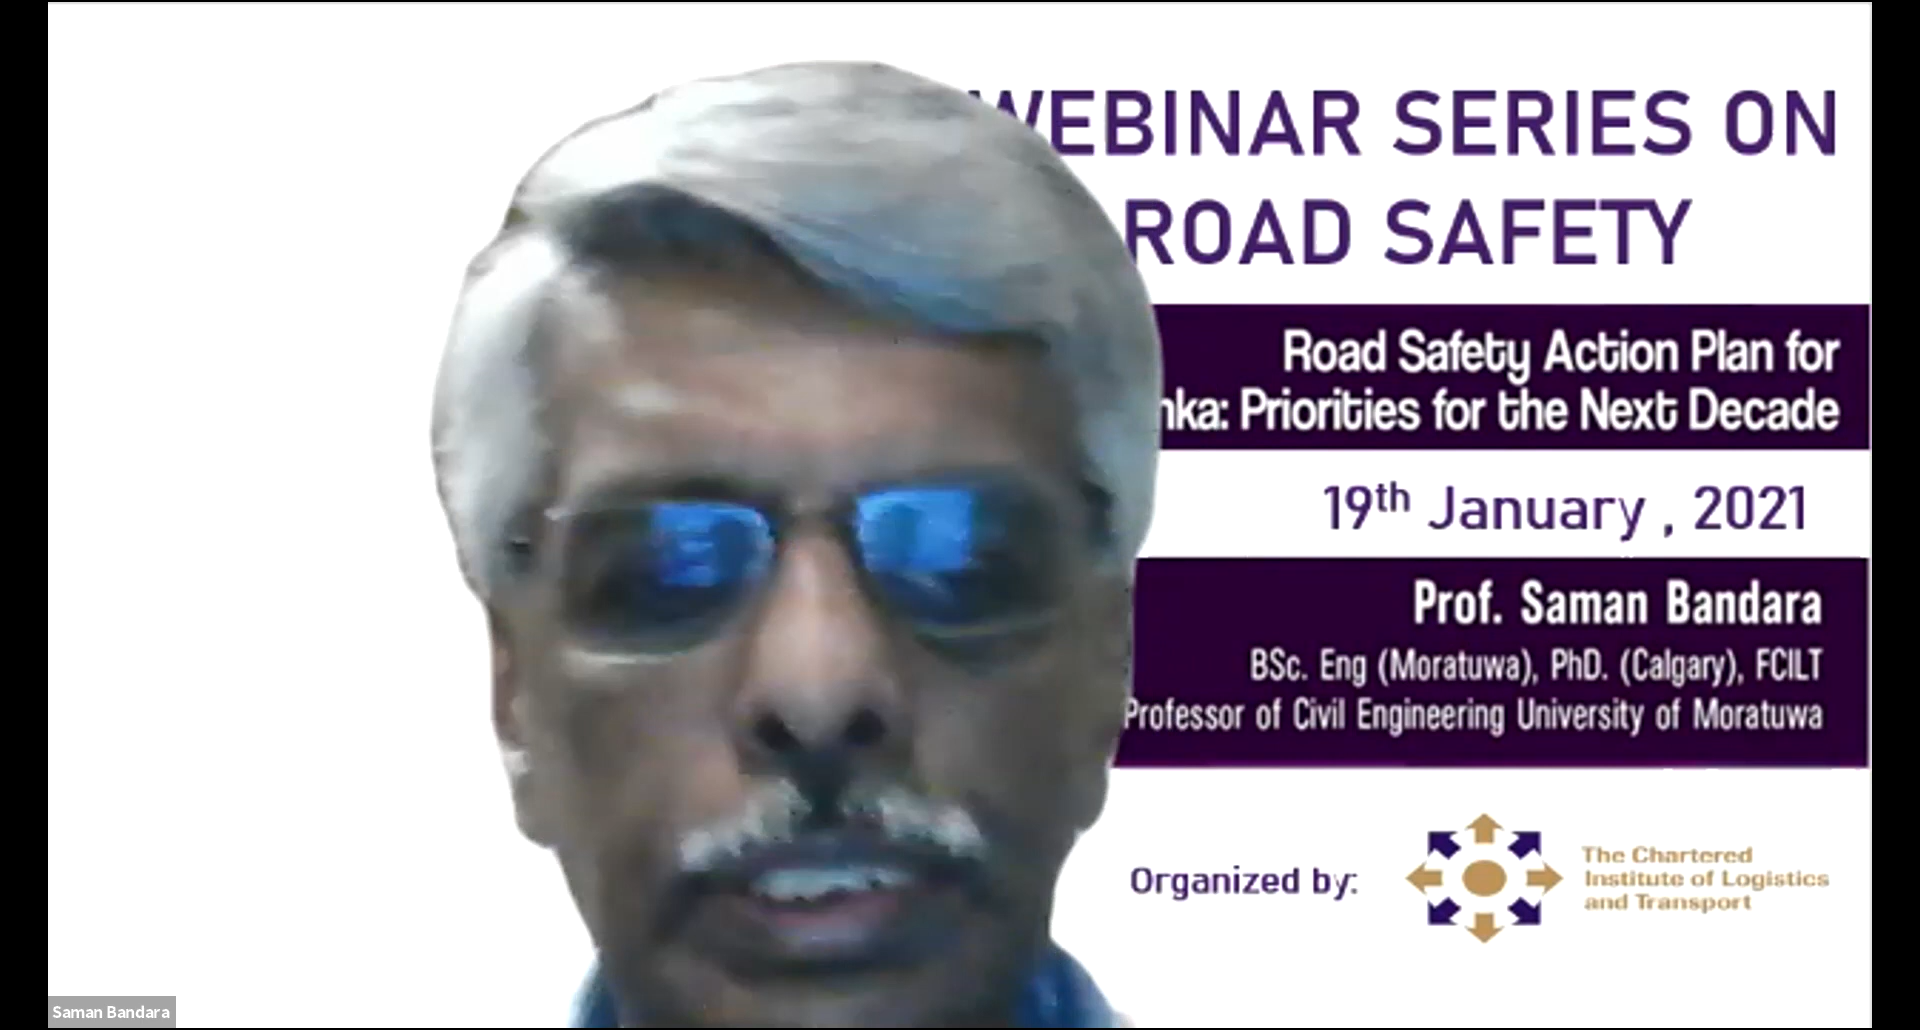 WEBINAR SERIES ON
ROAD SAFETY
Road Safety Action Plan for
nka: Priorities for the Next Decade
19th January , 2021
Prof. Saman Bandara
BSc. Eng (Moratuwa), PhD. (Calgary), FCILT
Professor of Civil Engineering University of Moratuwa
Organized by:
The Chartered
Institute of Logistics
and Transport
Saman Bandara